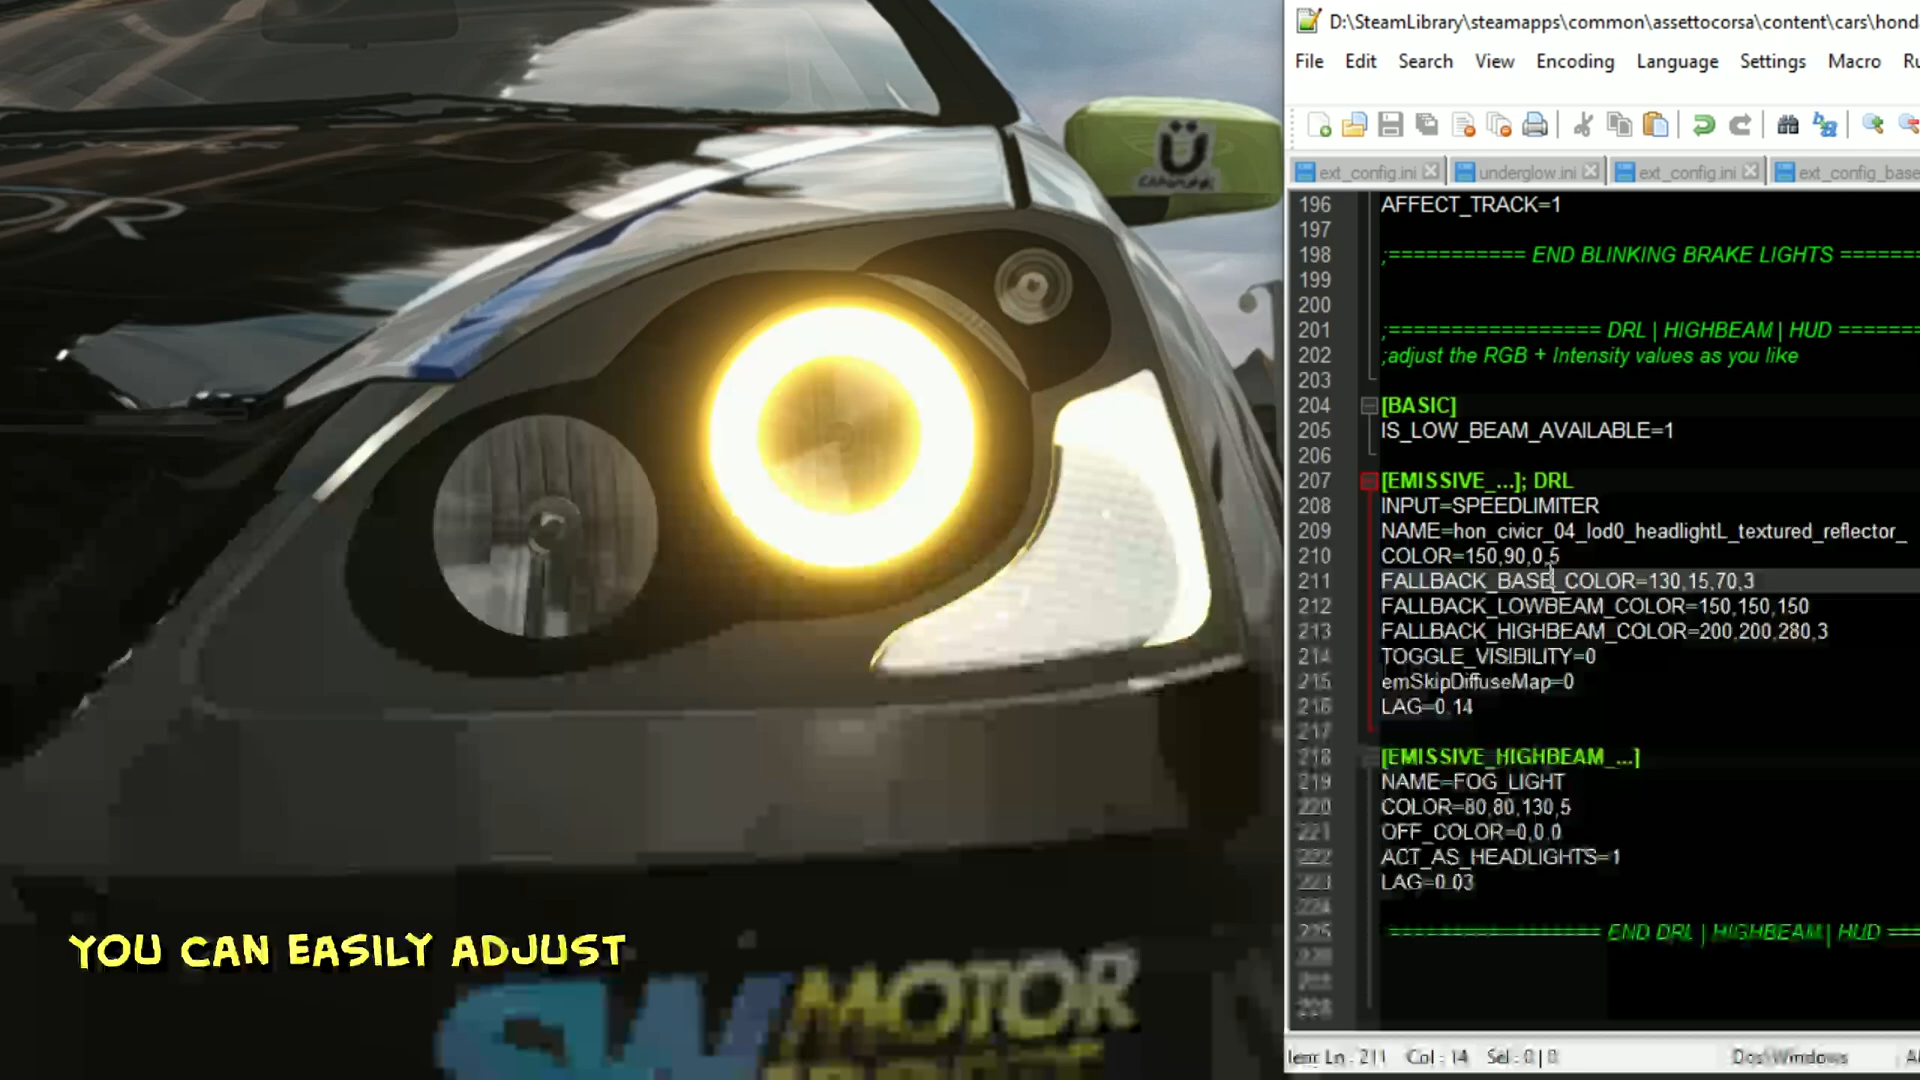 D:\SteamLibrary\steamapps\common\assettocorsa\content\cars\hond
File Edit Search View Encoding Language Settings Macro Ru
ext_config.ini underglow.ini ext_config.ini ext_config_base
196 AFFECT_TRACK=1
197
198 ;=========== END BLINKING BRAKE LIGHTS =======
199
200
201 ;================= DRL | HIGHBEAM | HUD =======
202 ;adjust the RGB + Intensity values as you like
203
204 [BASIC]
205 IS_LOW_BEAM_AVAILABLE=1
206
207 [EMISSIVE_...]; DRL
208 INPUT=SPEEDLIMITER
209 NAME=hon_civicr_04_lod0_headlightL_textured_reflector_
210 COLOR=150,90,0,5
211 FALLBACK_BASE_COLOR=130,15,70,3
212 FALLBACK_LOWBEAM_COLOR=150,150,150
213 FALLBACK_HIGHBEAM_COLOR=200,200,280,3
214 TOGGLE_VISIBILITY=0
215 emSkipDiffuseMap=0
216 LAG=0.14
217
218 [EMISSIVE_HIGHBEAM_...]
219 NAME=FOG_LIGHT
220 COLOR=80,80,130,5
221 OFF_COLOR=0,0,0
222 ACT_AS_HEADLIGHTS=1
223 LAG=0.03
224
225 ================= END DRL | HIGHBEAM | HUD ===
Ln : 211 Col : 14 Sel : 0 | 0 Dos\Windows
OR
Ü
YOU CAN EASILY ADJUST
MOTOR